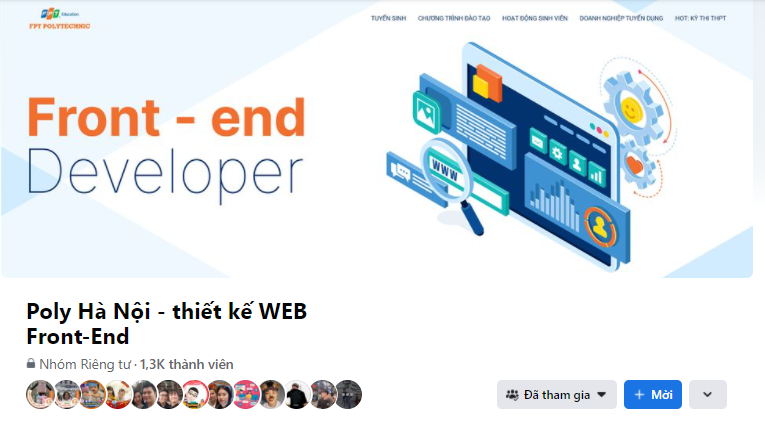 FPT Education
FPT POLYTECHNIC
TUYỂN SINH CHƯƠNG TRÌNH ĐÀO TẠO HOẠT ĐỘNG SINH VIÊN DOANH NGHIỆP TUYỂN DỤNG HOT: KỲ THI THPT
Front - end
Developer
WWW
Poly Hà Nội - thiết kế WEB
Front-End
Nhóm Riêng tư · 1,3K thành viên
Đã tham gia
+ Mời